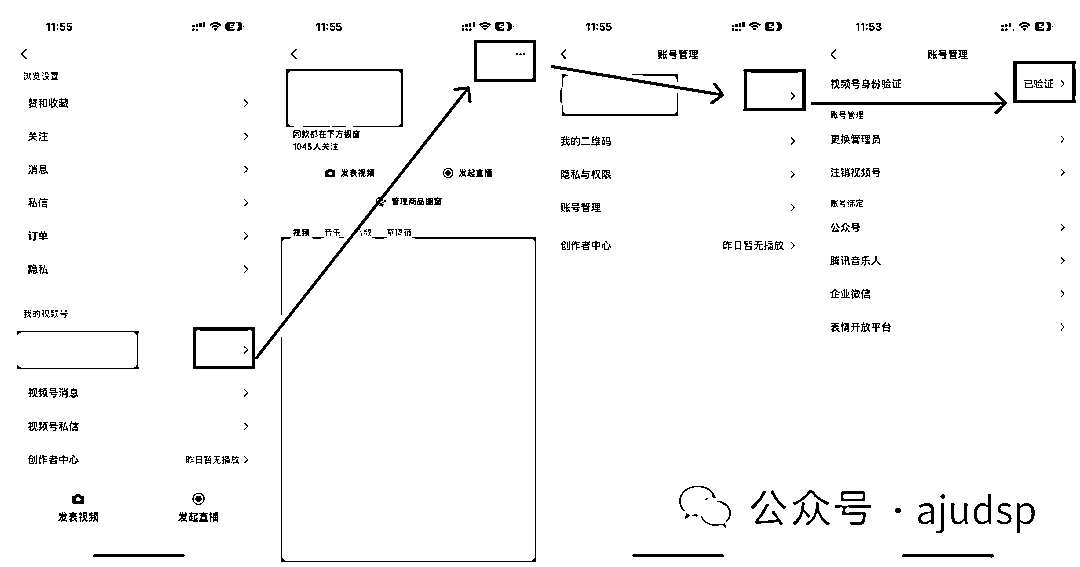 11:55
浏览设置
赞和收藏
关注
消息
私信
订单
隐私
我的视频号
视频号消息
视频号私信
创作者中心
昨日暂无播放
发表视频
发起直播
11:55
同款都在下方橱窗
1045人关注
发表视频
发起直播
管理商品橱窗
视频
11:55
账号管理
我的二维码
隐私与权限
账号管理
创作者中心
昨日暂无播放
11:53
账号管理
视频号身份验证
已验证
账号管理
更换管理员
注销视频号
账号绑定
公众号
腾讯音乐人
企业微信
表情开放平台
公众号 · ajudsp